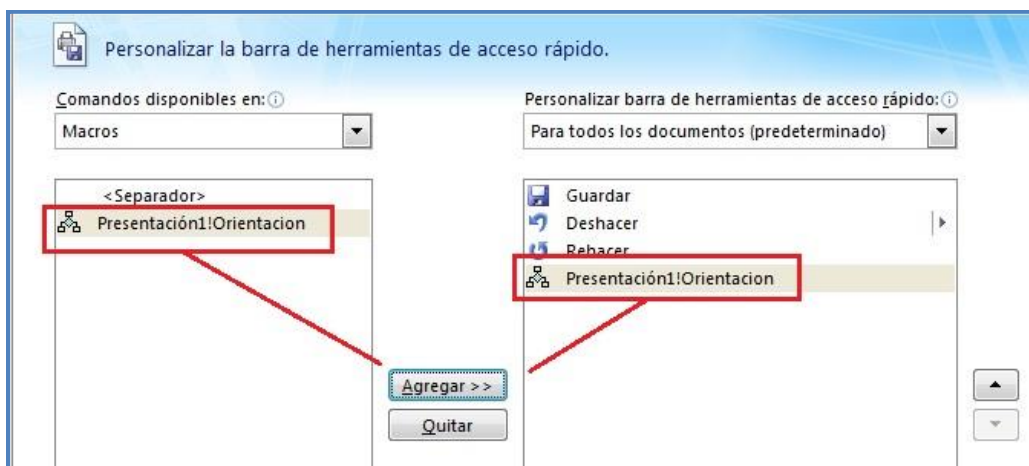 Personalizar la barra de herramientas de acceso rápido.
Comandos disponibles en:
Macros
<Separador>
Presentación1!Orientacion
Agregar >>
Quitar
Personalizar barra de herramientas de acceso rápido:
Para todos los documentos (predeterminado)
Guardar
Deshacer
Rehacer
Presentación1!Orientacion